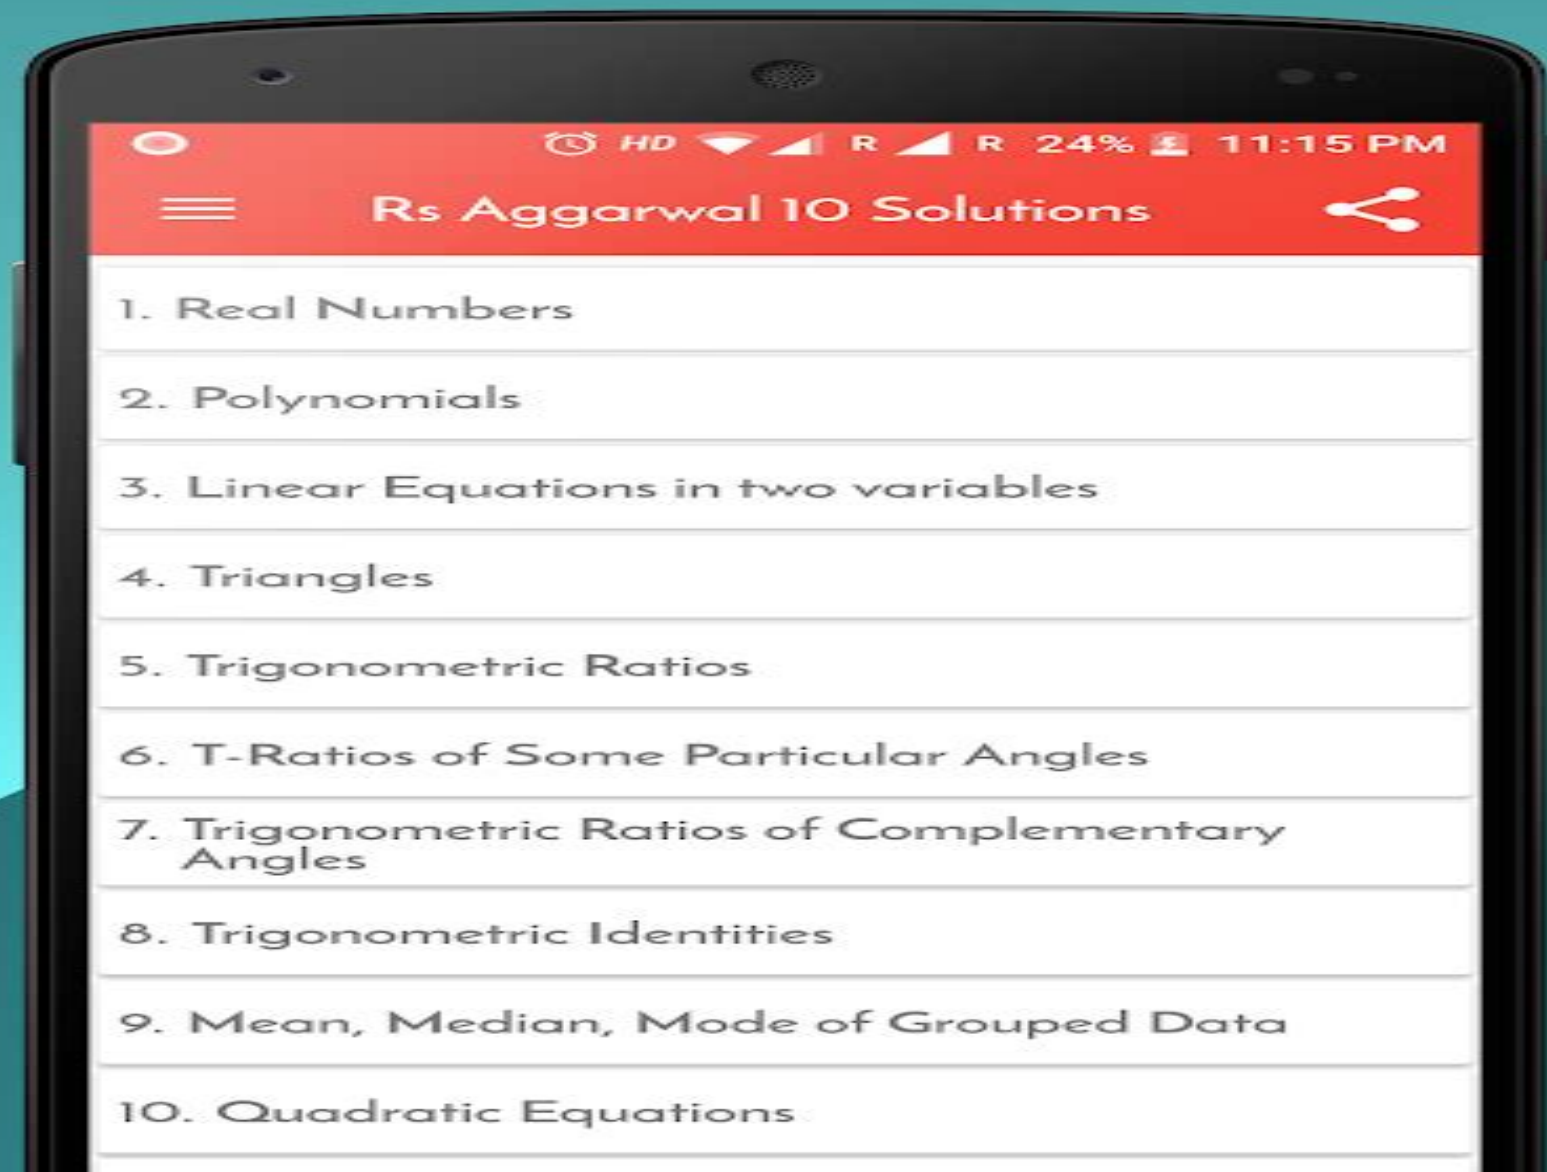 HD R R 24% 11:15 PM
Rs Aggarwal 10 Solutions
1. Real Numbers
2. Polynomials
3. Linear Equations in two variables
4. Triangles
5. Trigonometric Ratios
6. T-Ratios of Some Particular Angles
7. Trigonometric Ratios of Complementary
Angles
8. Trigonometric Identities
9. Mean, Median, Mode of Grouped Data
10. Quadratic Equations